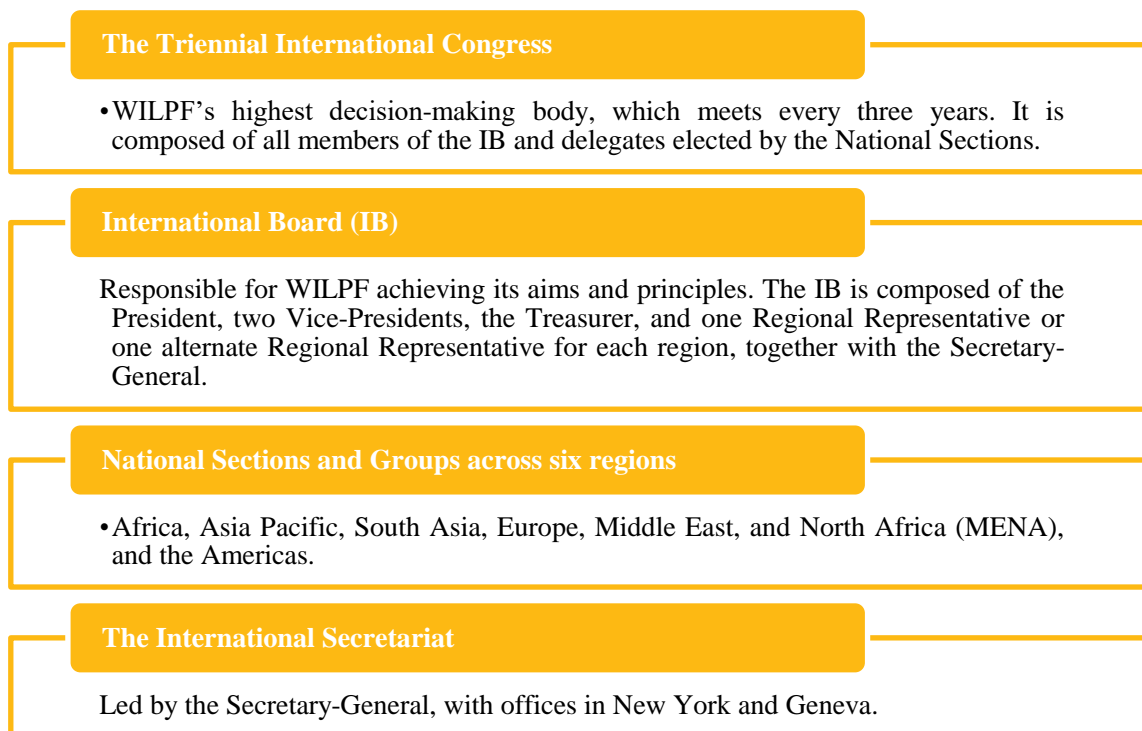 The Triennial International Congress
•WILPF’s highest decision-making body, which meets every three years. It is
composed of all members of the IB and delegates elected by the National Sections.
International Board (IB)
Responsible for WILPF achieving its aims and principles. The IB is composed of the
President, two Vice-Presidents, the Treasurer, and one Regional Representative or
one alternate Regional Representative for each region, together with the Secretary-
General.
National Sections and Groups across six regions
•Africa, Asia Pacific, South Asia, Europe, Middle East, and North Africa (MENA),
and the Americas.
The International Secretariat
Led by the Secretary-General, with offices in New York and Geneva.